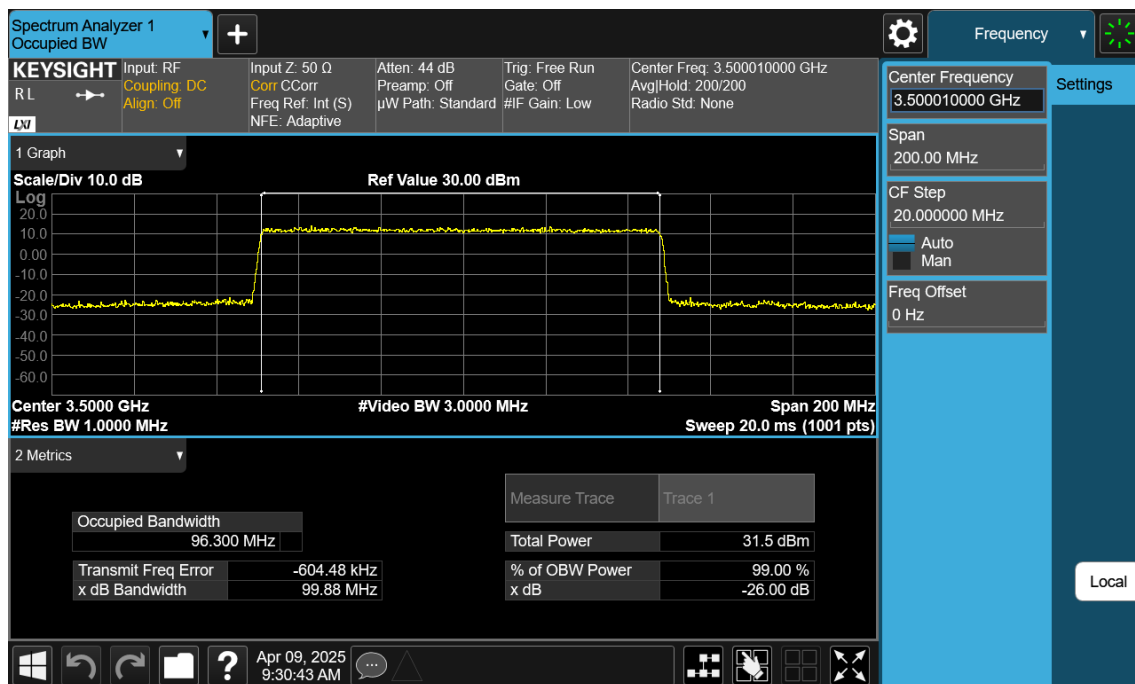 Spectrum Analyzer 1
Occupied BW
+
Frequency
KEYSIGHT
RL
LXI
Input: RF
Coupling: DC
Align: Off
Input Z: 50 Ω
Corr CCorr
Freq Ref: Int (S)
NFE: Adaptive
Atten: 44 dB
Preamp: Off
µW Path: Standard
Trig: Free Run
Gate: Off
#IF Gain: Low
Center Freq: 3.500010000 GHz
Avg|Hold: 200/200
Radio Std: None
Center Frequency
3.500010000 GHz
Settings
Span
200.00 MHz
CF Step
20.000000 MHz
Auto
Man
Freq Offset
0 Hz
Local
1 Graph
Scale/Div 10.0 dB
Ref Value 30.00 dBm
Log
20.0
10.0
0.00
-10.0
-20.0
-30.0
-40.0
-50.0
-60.0
Center 3.5000 GHz
#Video BW 3.0000 MHz
Span 200 MHz
#Res BW 1.0000 MHz
Sweep 20.0 ms (1001 pts)
2 Metrics
Measure Trace
Trace 1
Occupied Bandwidth
96.300 MHz
Total Power
31.5 dBm
Transmit Freq Error
-604.48 kHz
% of OBW Power
99.00 %
x dB Bandwidth
99.88 MHz
x dB
-26.00 dB
?
Apr 09, 2025
9:30:43 AM